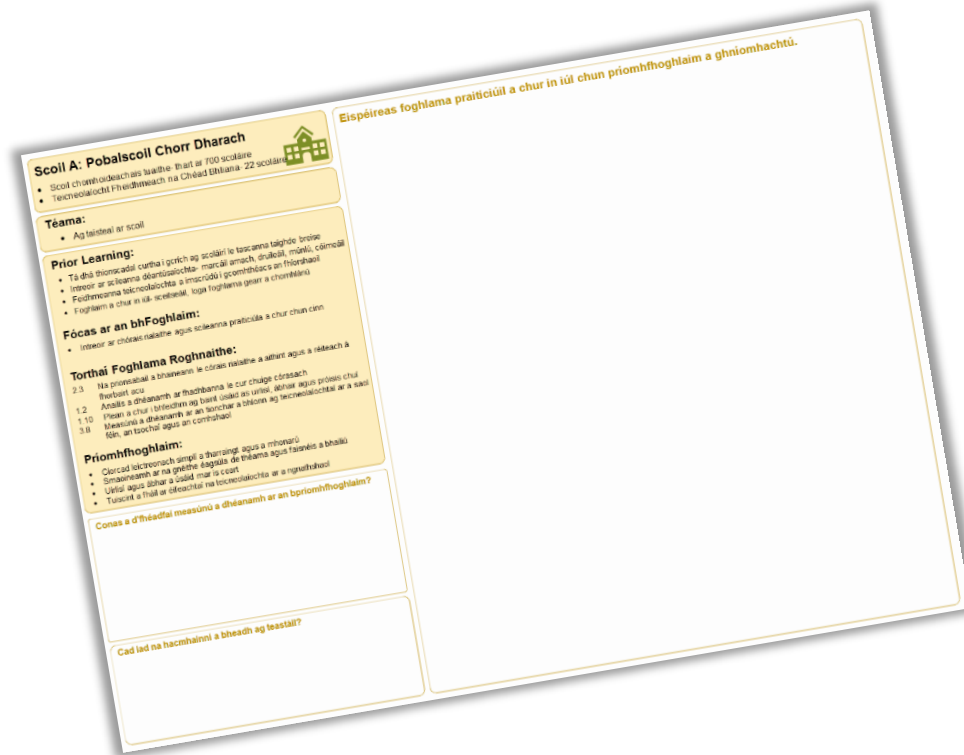 Scoil A: Pobalscoil Chorr Dharach
• Scoil chomhoideachais tuaithe- thart ar 700 scoláire
• Teicneolaíocht Fheidhmeach na Chéad Bhliana- 22 scoláire
Téama:
• Ag taisteal ar scoil
Prior Learning:
• Tá dhá thionscadal curtha i gcrích ag scoláirí le tascanna taighde breise
• Intreoir ar scileanna déantúsaíochta- marcáil amach, druileáil, múnlú, cóimeáil
• Feidhmeanna teicneolaíochta a imscrúdú i gcomhthéacs an fhíorshaoil
• Foghlaim a chur in iúl- sceitseáil, loga foghlama gearr a chomhlánú
Fócas ar an bhFoghlaim:
• Intreoir ar chórais rialaithe agus scileanna praiticiúla a chur chun cinn
Torthaí Foghlama Roghnaithe:
2.3 Na prionsabail a bhaineann le córais rialaithe a aithint agus a réiteach á
fhorbairt acu
1.2 Anailís a dhéanamh ar fhadhbanna le cur chuige córasach
1.10 Plean a chur i bhfeidhm ag baint úsáid as uirlisí, ábhair agus próisis chuí
3.8 Measúnú a dhéanamh ar an tionchar a bhíonn ag teicneolaíochtaí ar a saol
féin, an tsochaí agus an comhshaol
Príomhfhoghlaim:
• Ciorcad leictreonach simplí a tharraingt agus a mhonarú
• Smaoineamh ar na gnéithe éagsúla de théama agus faisnéis a bhailiú
• Uirlisí agus ábhar a úsáid mar is ceart
• Tuiscint a fháil ar éifeachtaí na teicneolaíochta ar a ngnáthshaol
Conas a d'fhéadfaí measúnú a dhéanamh ar an bpríomhfhoghlaim?
Cad iad na hacmhainní a bheadh ag teastáil?
Eispéireas foghlama praiticiúil a chur in iúl chun príomhfhoghlaim a ghníomhachtú.